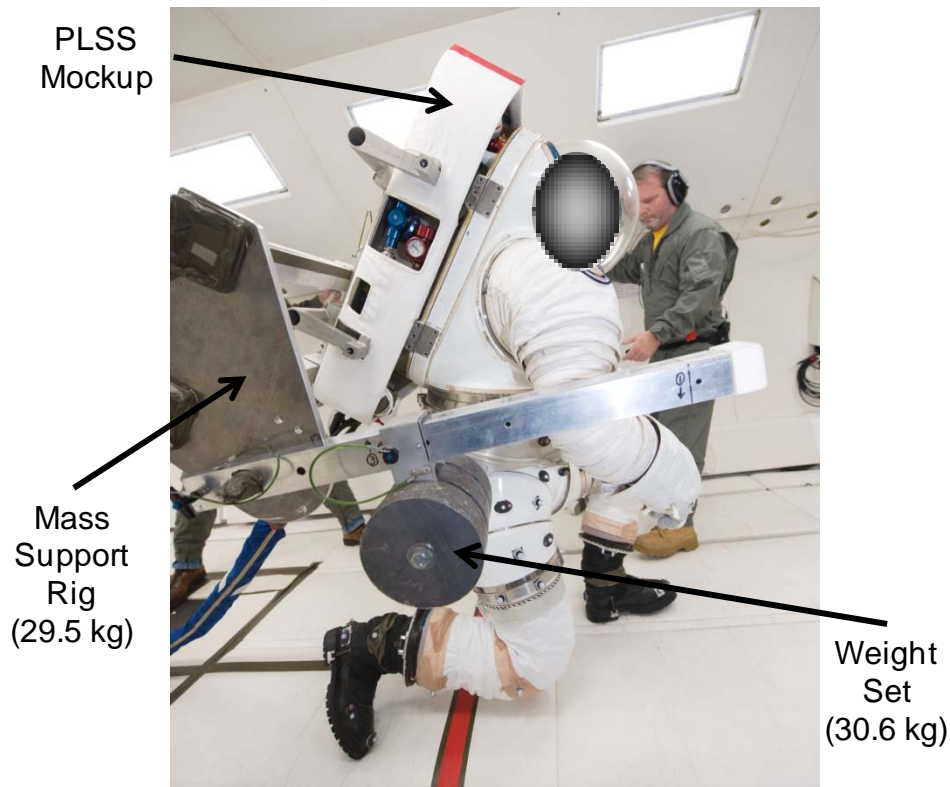 PLSS
Mockup
Mass
Support
Rig
(29.5 kg)
Weight
Set
(30.6 kg)